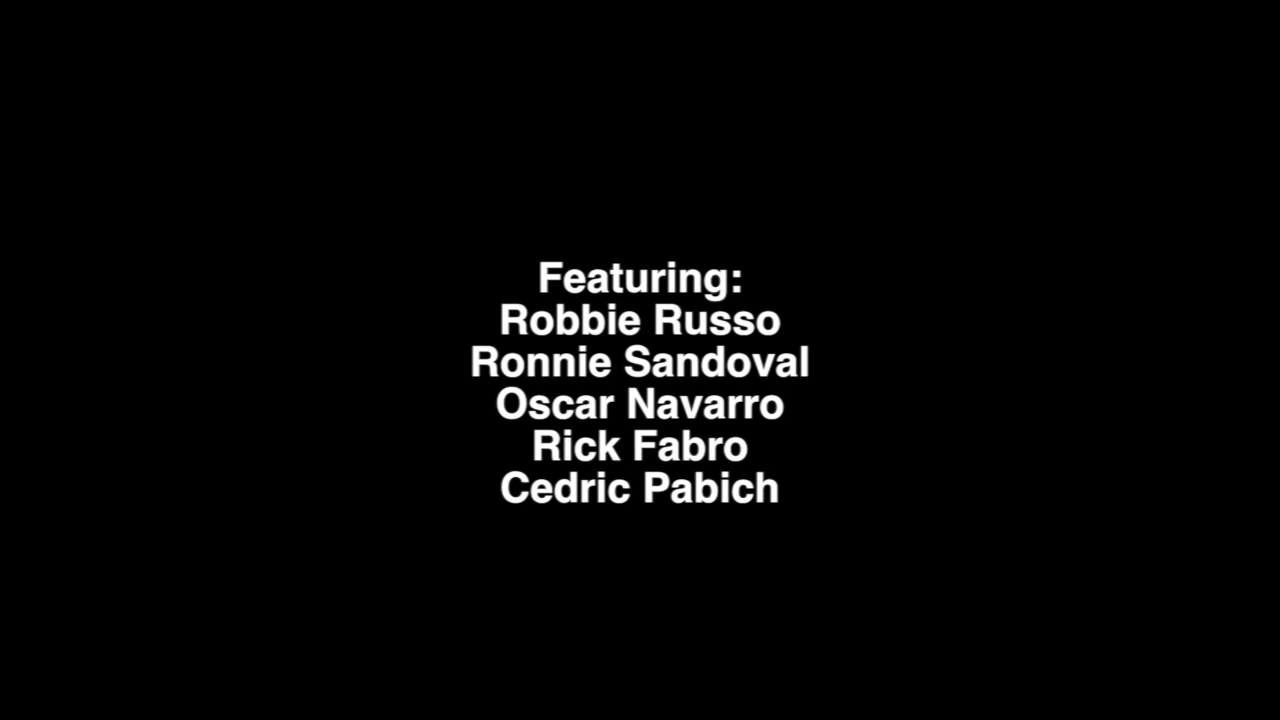 Featuring:
Robbie Russo
Ronnie Sandoval
Oscar Navarro
Rick Fabro
Cedric Pabich